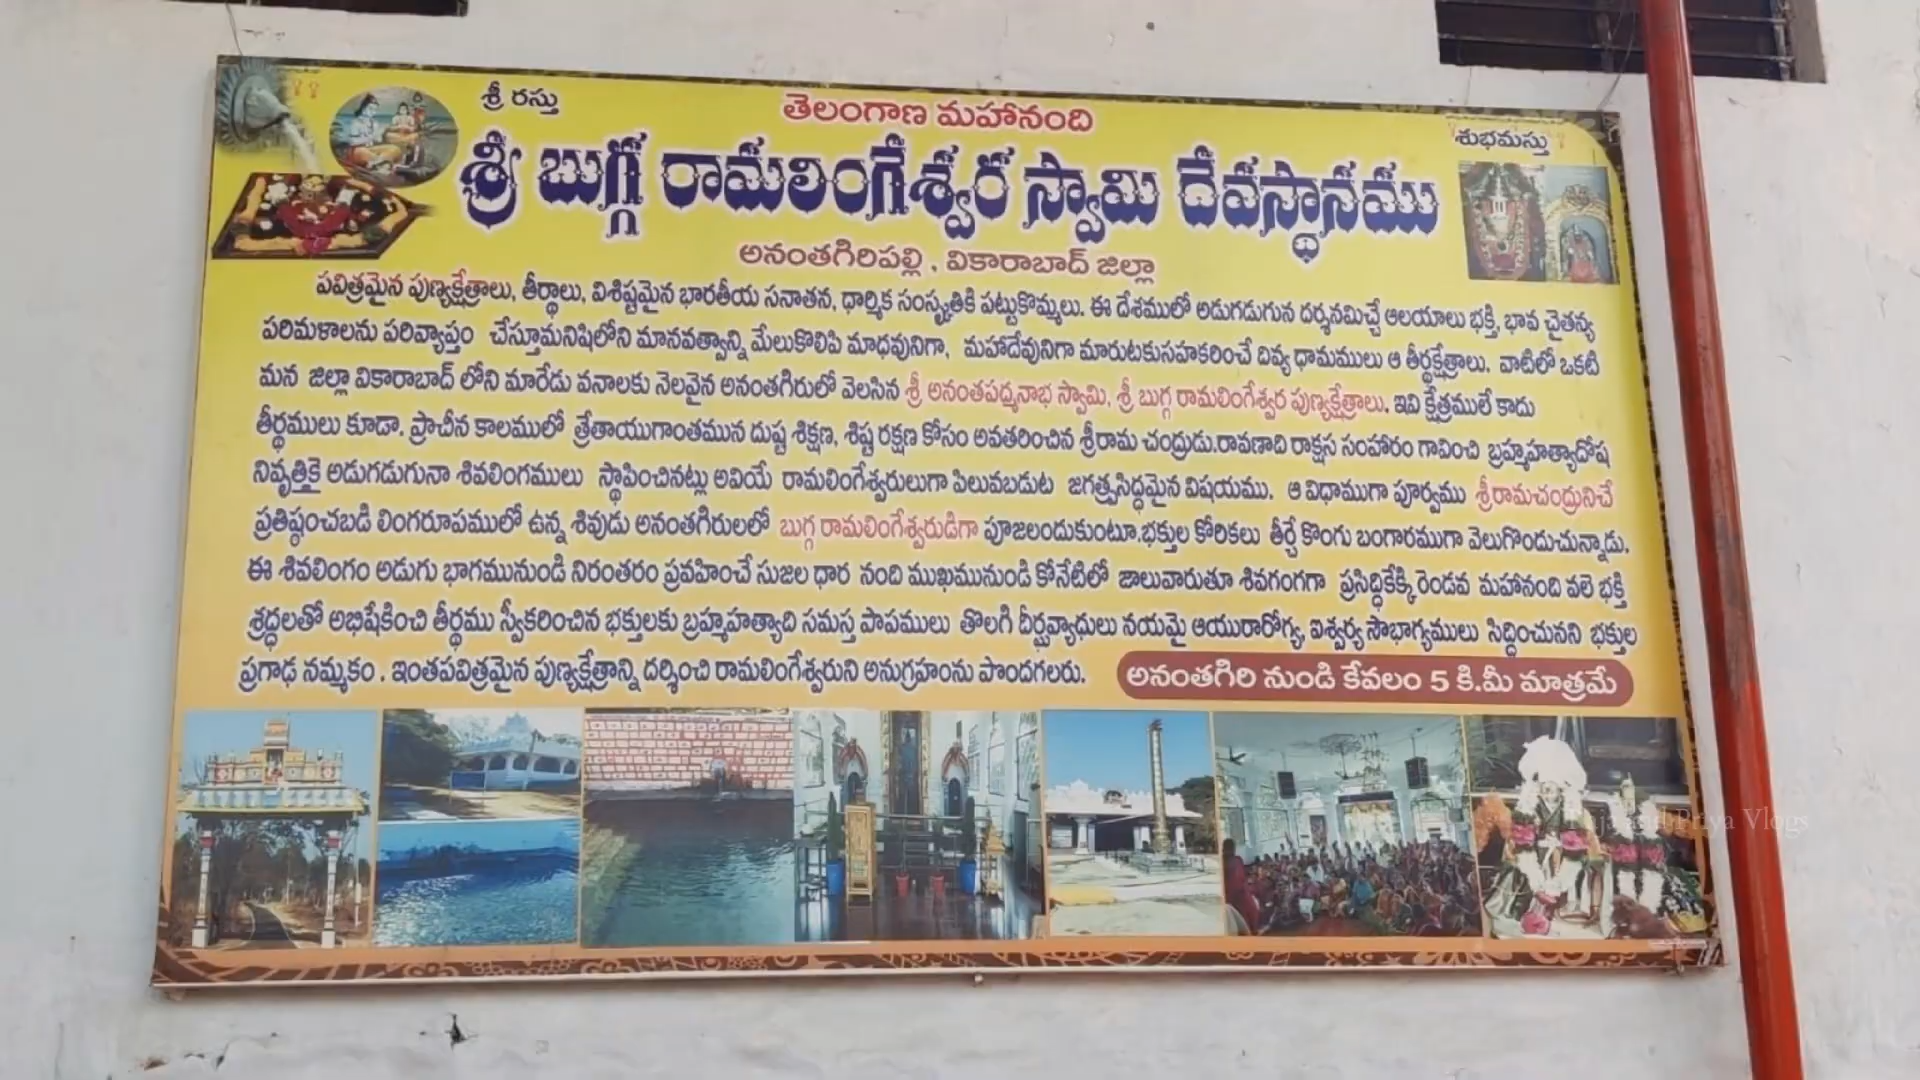 శ్రీ రస్తు
తెలంగాణ మహానంది
శుభమస్తు
శ్రీ బుగ్గ రామలింగేశ్వర స్వామి దేవస్థానము
అనంతగిరిపల్లి, వికారాబాద్ జిల్లా
పవిత్రమైన పుణ్యక్షేత్రాలు, తీర్థాలు, విశిష్టమైన భారతీయ సనాతన, ధార్మిక సంస్కృతికి పట్టుకొమ్మలు. ఈ దేశములో అడుగడుగున దర్శనమిచ్చే ఆలయాలు భక్తి, భావ చైతన్య
పరిమళాలను పరివ్యాప్తం చేస్తూమనిషిలోని మానవత్వాన్ని మేలుకొలిపి మాధవునిగా, మహాదేవునిగా మారుటకుసహకరించే దివ్య ధామములు ఆ తీర్థక్షేత్రాలు. వాటిలో ఒకటి
మన జిల్లా వికారాబాద్ లోని మారేడు వనాలకు నెలవైన అనంతగిరులో వెలసిన శ్రీ అనంతపద్మనాభ స్వామి, శ్రీ బుగ్గ రామలింగేశ్వర పుణ్యక్షేత్రాలు. ఇవి క్షేత్రములే కాదు
తీర్థములు కూడా. ప్రాచీన కాలములో త్రేతాయుగాంతమున దుష్ట శిక్షణ, శిష్ట రక్షణ కోసం అవతరించిన శ్రీరామ చంద్రుడు.రావణాది రాక్షస సంహారం గావించి బ్రహ్మహత్యాదోష
నివృత్తికై అడుగడుగునా శివలింగములు స్థాపించినట్లు అవియే రామలింగేశ్వరులుగా పిలువబడుట జగత్ప్రసిద్ధమైన విషయము. ఆ విధాముగా పూర్వము శ్రీరామచంద్రునిచే
ప్రతిష్ఠించబడి లింగరూపములో ఉన్న శివుడు అనంతగిరులలో బుగ్గ రామలింగేశ్వరుడిగా పూజలందుకుంటూ.భక్తుల కోరికలు తీర్చే కొంగు బంగారముగా వెలుగొందుచున్నాడు.
ఈ శివలింగం అడుగు భాగమునుండి నిరంతరం ప్రవహించే సుజల ధార నంది ముఖమునుండి కోనేటిలో జాలువారుతూ శివగంగగా ప్రసిద్ధికెక్కి రెండవ మహానంది వలె భక్తి
శ్రద్ధలతో అభిషేకించి తీర్థము స్వీకరించిన భక్తులకు బ్రహ్మహత్యాది సమస్త పాపములు తొలగి దీర్ఘవ్యాధులు నయమై ఆయురారోగ్య, ఐశ్వర్య సౌభాగ్యములు సిద్దించునని భక్తుల
ప్రగాఢ నమ్మకం. ఇంతపవిత్రమైన పుణ్యక్షేత్రాన్ని దర్శించి రామలింగేశ్వరుని అనుగ్రహంను పొందగలరు.
అనంతగిరి నుండి కేవలం 5 కి.మీ మాత్రమే
Priya Vlogs